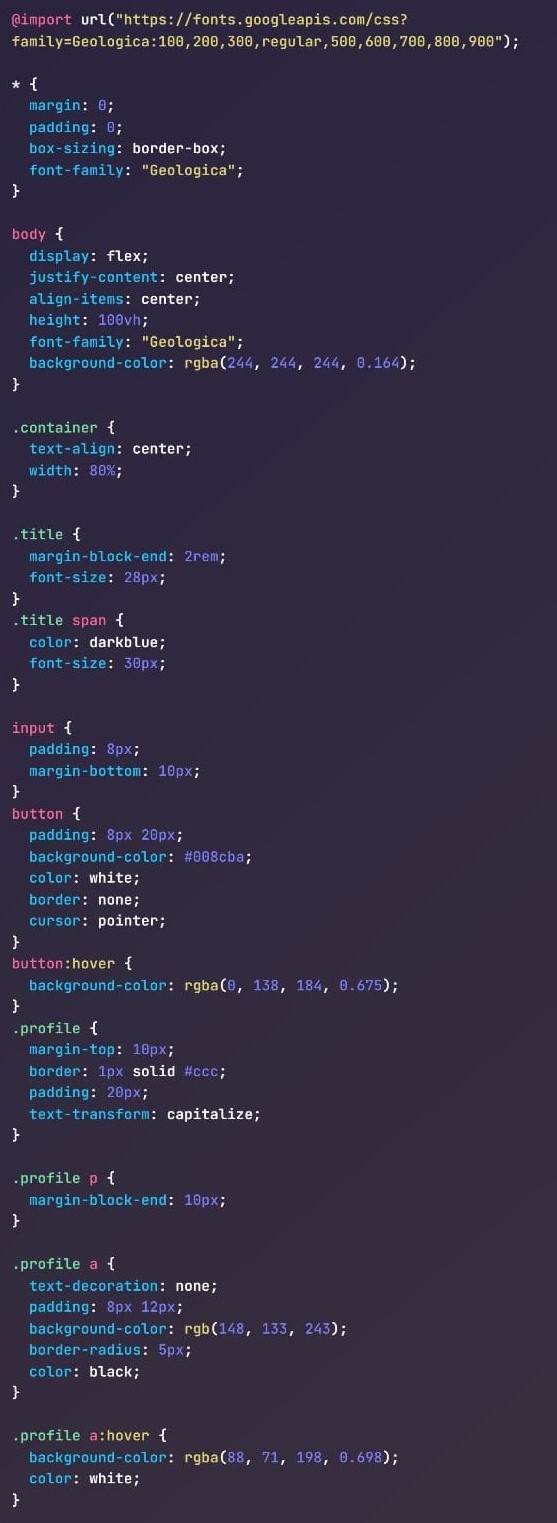 @import url("https://fonts.googleapis.com/css?
family=Geologica:100,200,300,regular,500,600,700,800,900");

* {
  margin: 0;
  padding: 0;
  box-sizing: border-box;
  font-family: "Geologica";
}

body {
  display: flex;
  justify-content: center;
  align-items: center;
  height: 100vh;
  font-family: "Geologica";
  background-color: rgba(244, 244, 244, 0.164);
}

.container {
  text-align: center;
  width: 80%;
}

.title {
  margin-block-end: 2rem;
  font-size: 28px;
}
.title span {
  color: darkblue;
  font-size: 30px;
}

input {
  padding: 8px;
  margin-bottom: 10px;
}
button {
  padding: 8px 20px;
  background-color: #008cba;
  color: white;
  border: none;
  cursor: pointer;
}
button:hover {
  background-color: rgba(0, 138, 184, 0.675);
}
.profile {
  margin-top: 10px;
  border: 1px solid #ccc;
  padding: 20px;
  text-transform: capitalize;
}

.profile p {
  margin-block-end: 10px;
}

.profile a {
  text-decoration: none;
  padding: 8px 12px;
  background-color: rgb(148, 133, 243);
  border-radius: 5px;
  color: black;
}

.profile a:hover {
  background-color: rgba(88, 71, 198, 0.698);
  color: white;
}